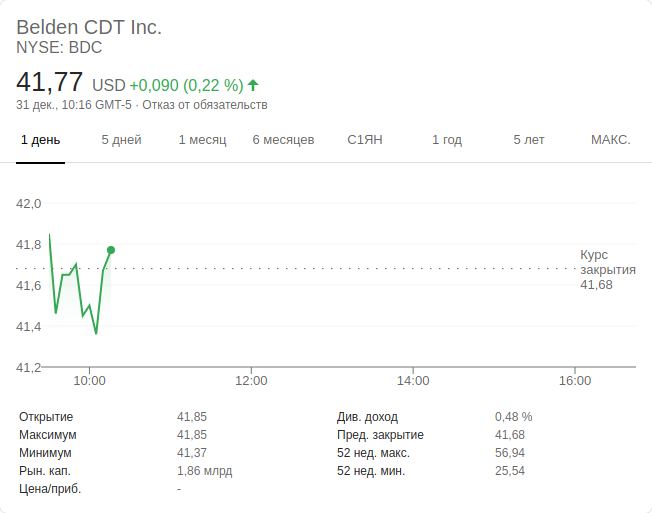 Belden CDT Inc.
NYSE: BDC
41,77 USD +0,090 (0,22 %)
31 дек., 10:16 GMT-5 · Отказ от обязательств
1 день 5 дней 1 месяц 6 месяцев С1ЯН 1 год 5 лет МАКС.
42,0
41,8
41,6
41,4
41,2
Курс
закрытия
41,68
10:00 12:00 14:00 16:00
Открытие 41,85 Див. доход 0,48 %
Максимум 41,85 Пред. закрытие 41,68
Минимум 41,37 52 нед. макс. 56,94
Рын. кап. 1,86 млрд 52 нед. мин. 25,54
Цена/приб. -